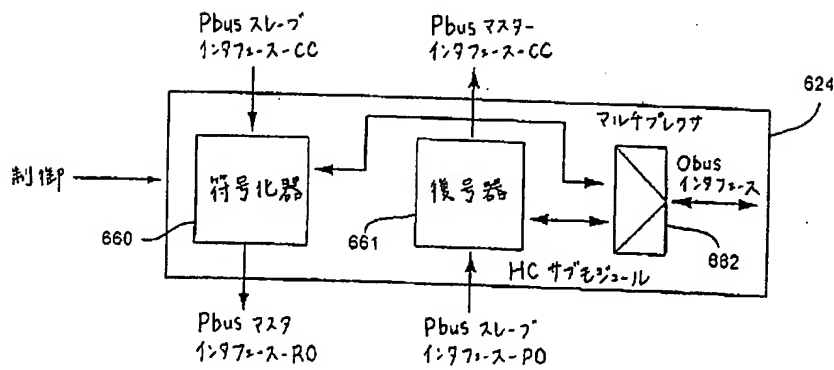 Pbus スレーブ
インタフェース-CC
Pbus マスター
インタフェース-CC
624
マルチプレクサ
制御
符号化器
復号器
Obus
インタフェース
660
661
662
HC サブモジュール
Pbus マスタ
インタフェース-RO
Pbus スレーブ
インタフェース-PO